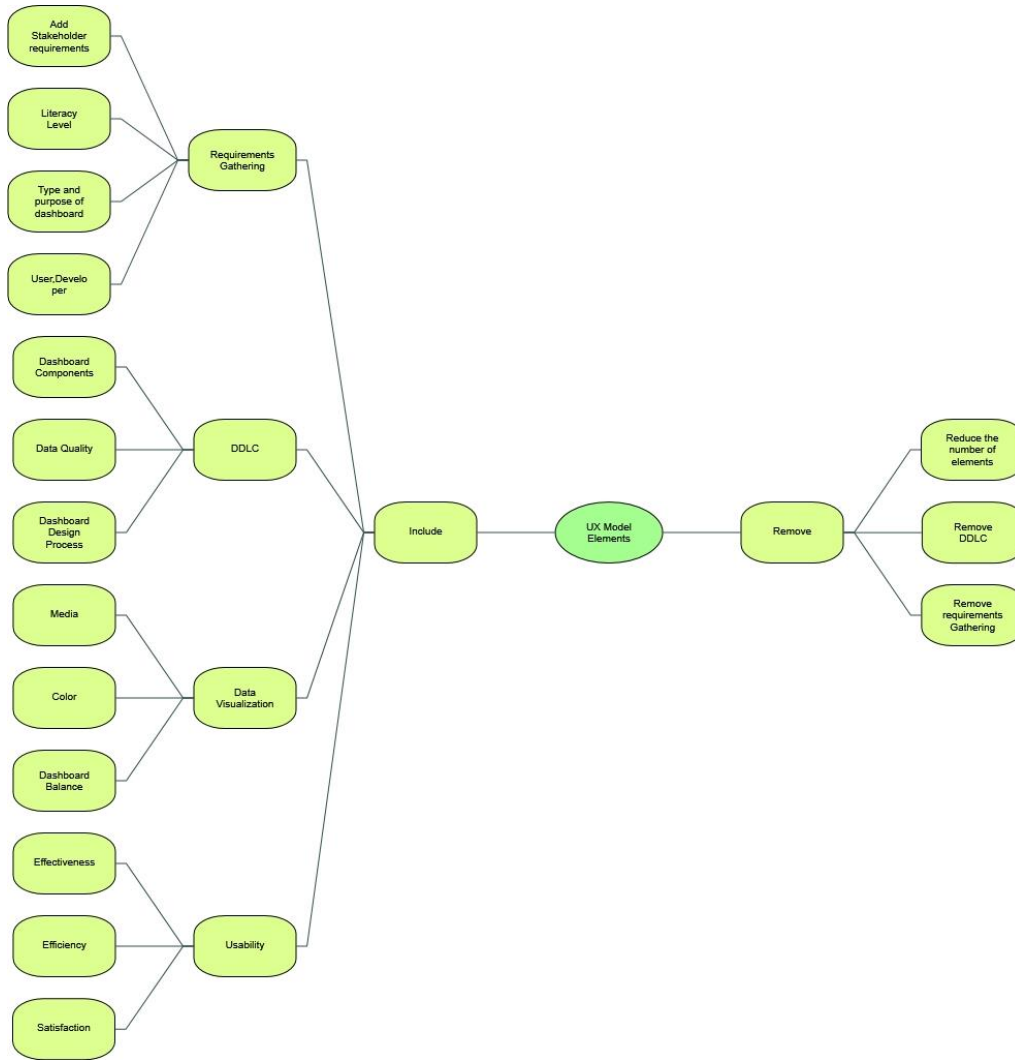 Add
Stakeholder
requirements
Literacy
Level
Type and
purpose of
dashboard
User,Develo
per
Requirements
Gathering
Dashboard
Components
Data Quality
Dashboard
Design
Process
DDLC
Media
Color
Dashboard
Balance
Data
Visualization
Effectiveness
Efficiency
Satisfaction
Usability
Include
UX Model
Elements
Remove
Reduce the
number of
elements
Remove
DDLC
Remove
requirements
Gathering